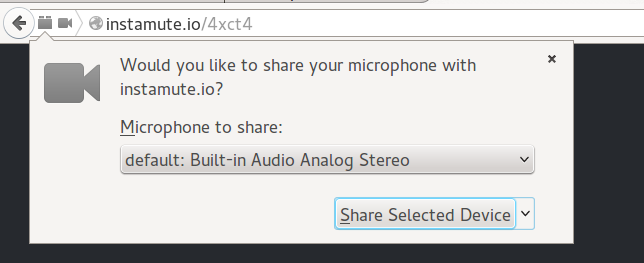 instamute.io/4xct4
Would you like to share your microphone with
instamute.io?
Microphone to share:
default: Built-in Audio Analog Stereo
Share Selected Device